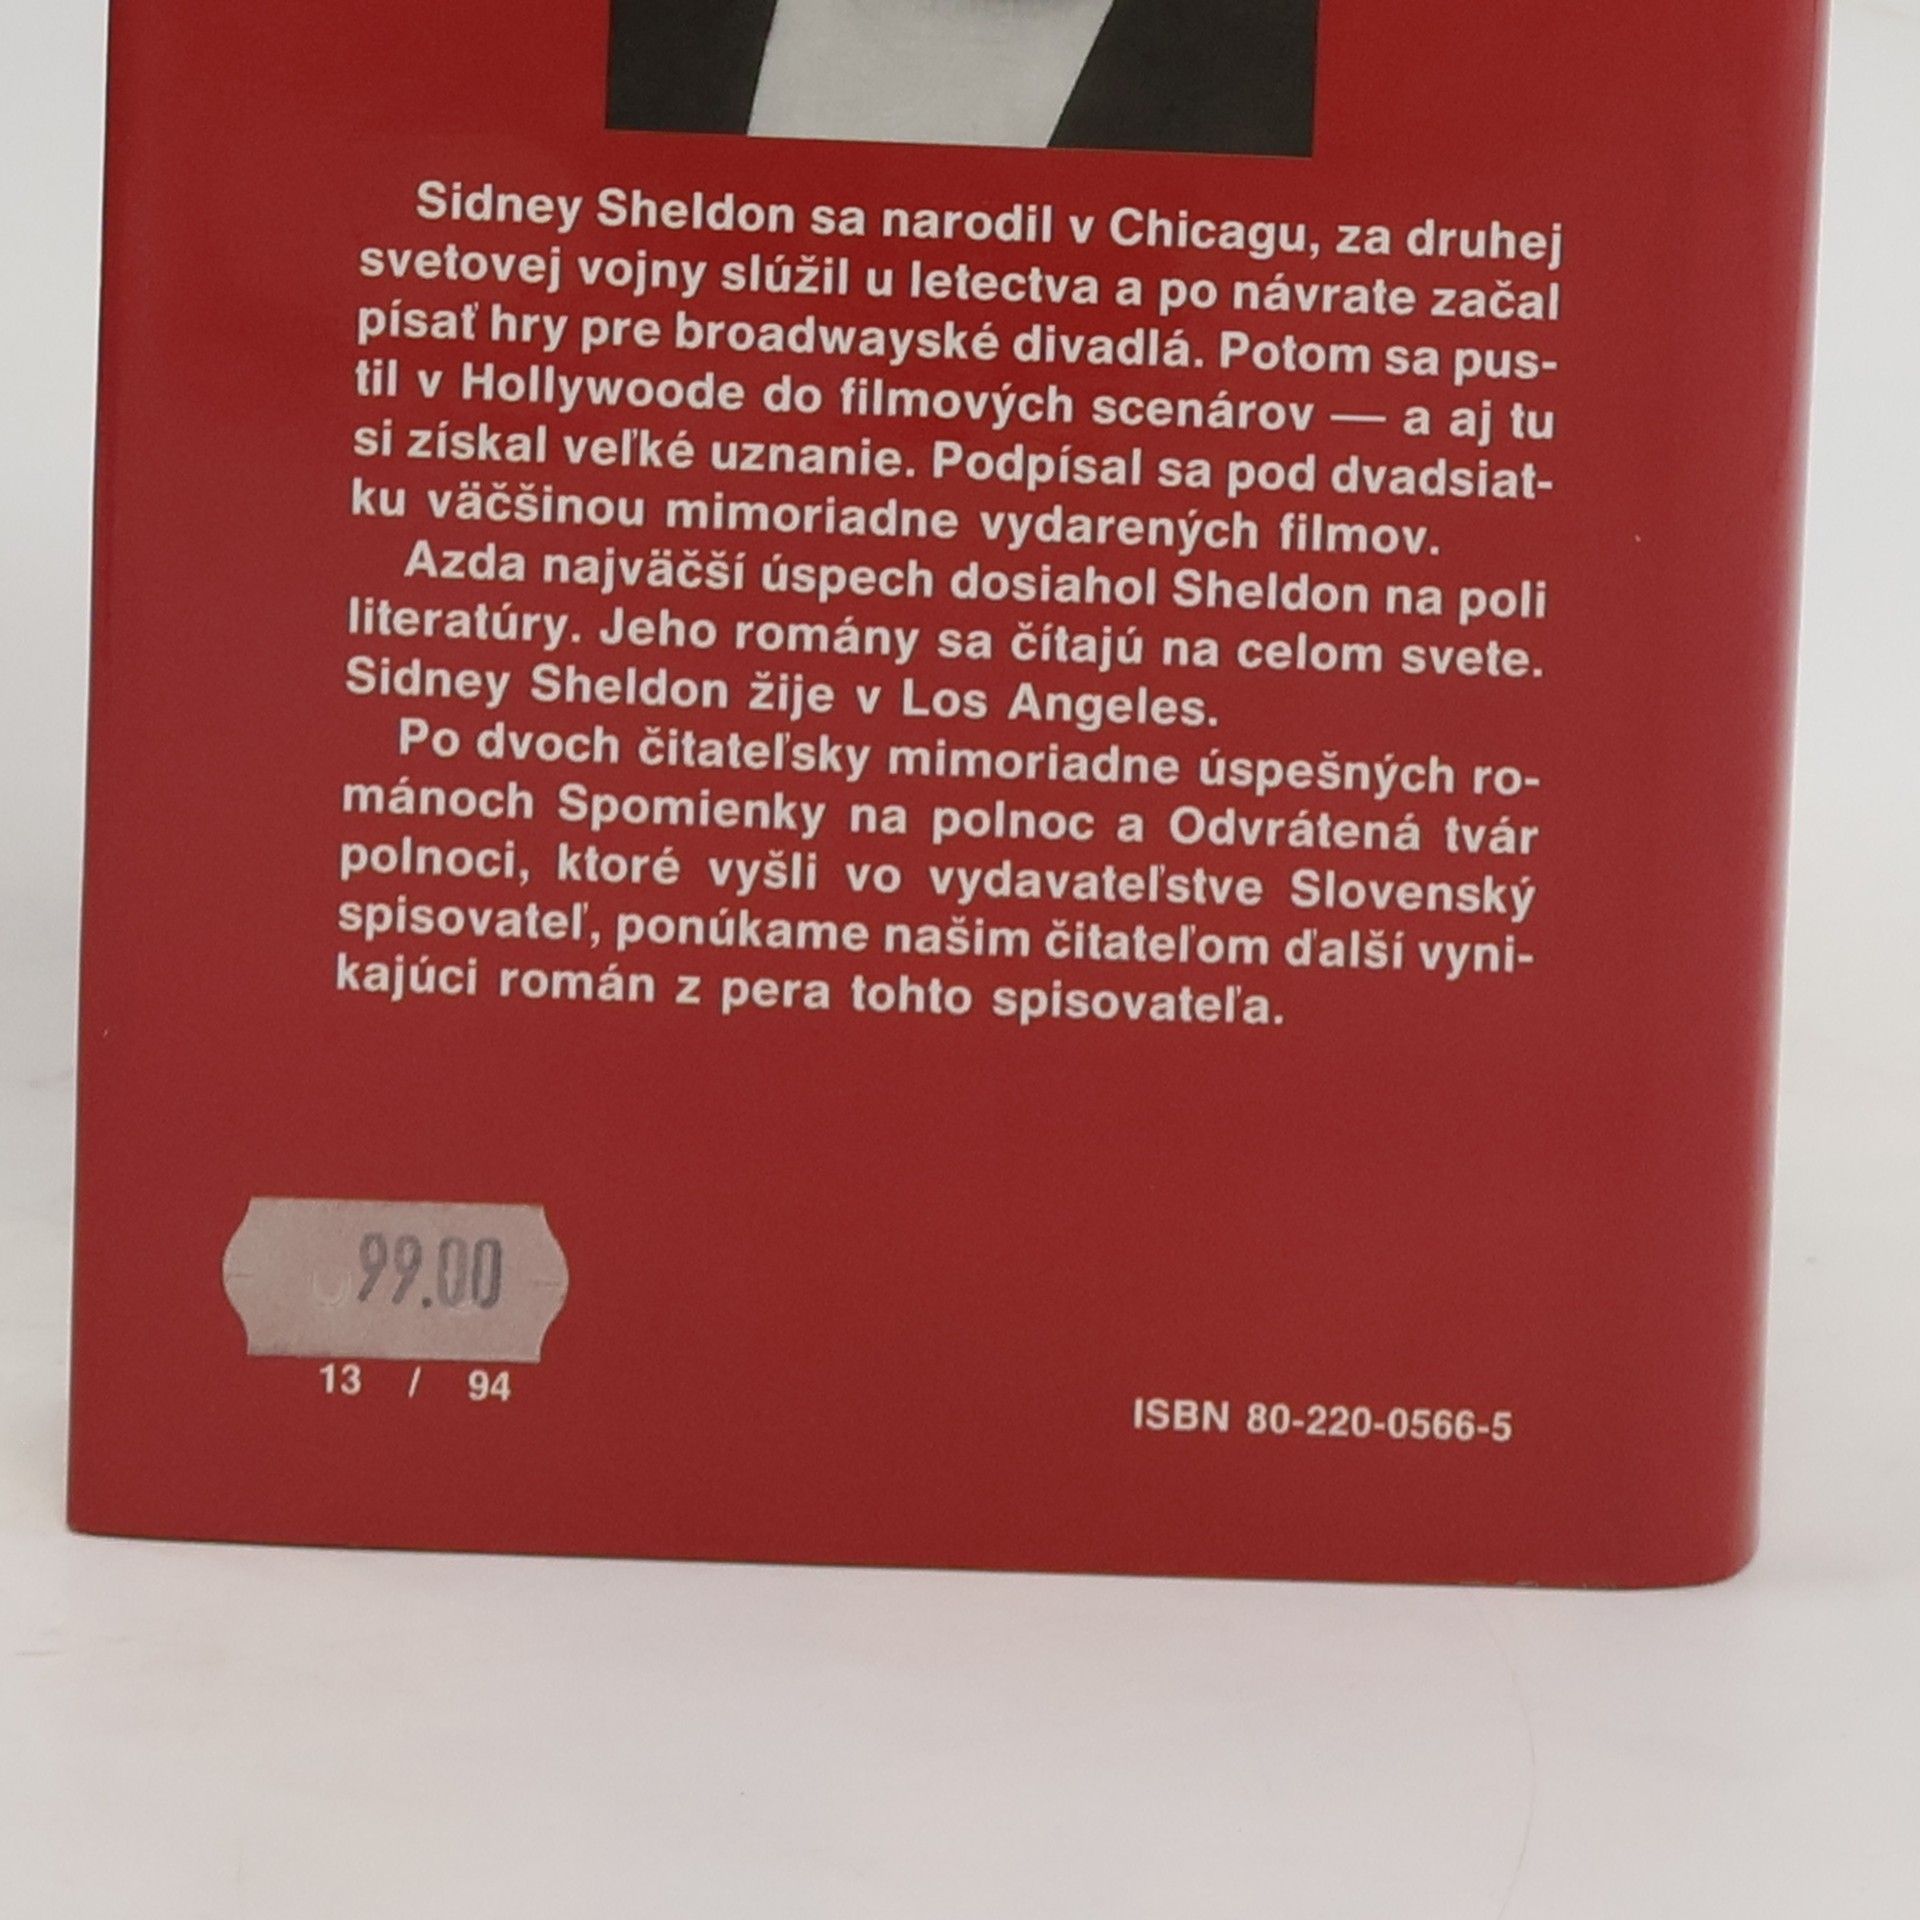 Sidney Sheldon sa narodil v Chicagu, za druhej
svetovej vojny slúžil u letectva a po návrate začal
písať hry pre broadwayské divadlá. Potom sa pus-
til v Hollywoode do filmových scenárov — a aj tu
si získal veľké uznanie. Podpísal sa pod dvadsiat-
ku väčšinou mimoriadne vydarených filmov.
Azda najväčší úspech dosiahol Sheldon na poli
literatúry. Jeho romány sa čítajú na celom svete.
Sidney Sheldon žije v Los Angeles.
Po dvoch čitateľsky mimoriadne úspešných ro-
mánoch Spomienky na polnoc a Odvrátená tvár
polnoci, ktoré vyšli vo vydavateľstve Slovenský
spisovateľ, ponúkame našim čitateľom ďalší vyni-
kajúci román z pera tohto spisovateľa.
99.00
13 / 94
ISBN 80-220-0566-5